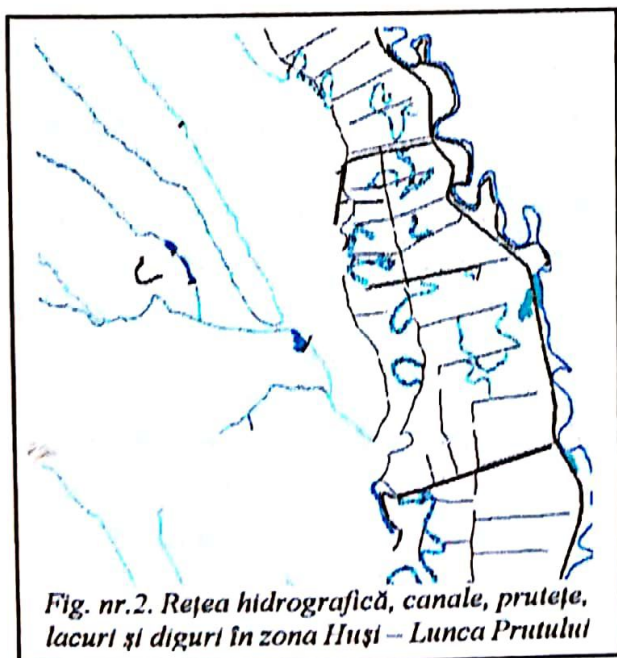 Fig. nr.2. Rețea hidrografică, canale, prutețe,
lacuri și diguri în zona Huși – Lunca Prutului